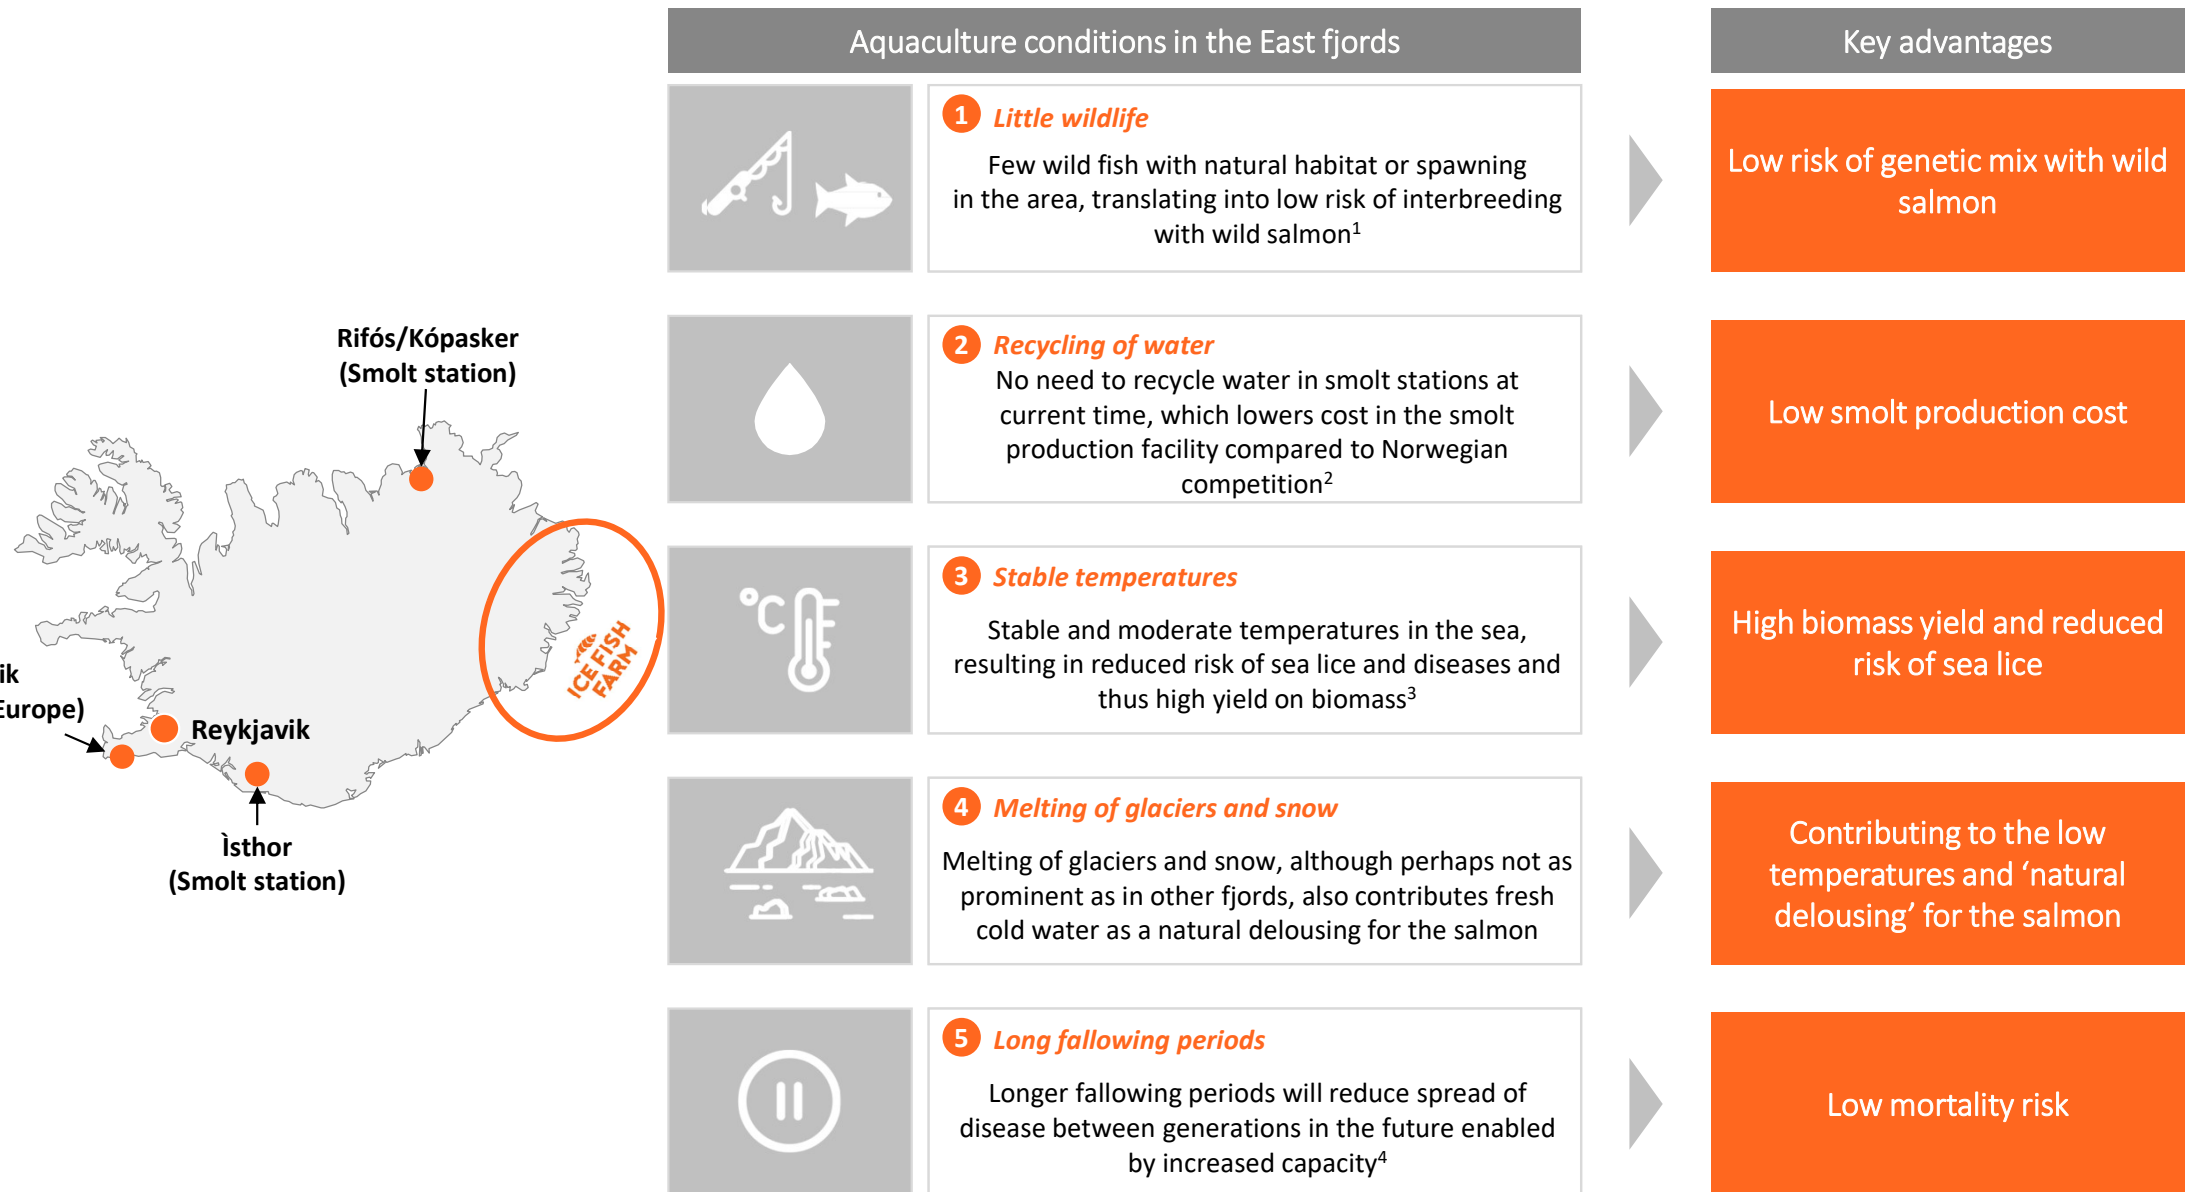 Aquaculture conditions in the East fjords
Key advantages
1 Little wildlife
Few wild fish with natural habitat or spawning
in the area, translating into low risk of interbreeding
with wild salmon1
Low risk of genetic mix with wild
salmon
2 Recycling of water
No need to recycle water in smolt stations at
current time, which lowers cost in the smolt
production facility compared to Norwegian
competition2
Low smolt production cost
3 Stable temperatures
Stable and moderate temperatures in the sea,
resulting in reduced risk of sea lice and diseases and
thus high yield on biomass3
High biomass yield and reduced
risk of sea lice
4 Melting of glaciers and snow
Melting of glaciers and snow, although perhaps not as
prominent as in other fjords, also contributes fresh
cold water as a natural delousing for the salmon
Contributing to the low
temperatures and ‘natural
delousing’ for the salmon
5 Long fallowing periods
Longer fallowing periods will reduce spread of
disease between generations in the future enabled
by increased capacity4
Low mortality risk
°C
Rifós/Kópasker
(Smolt station)
ICE FISH
FARM
ik
Europe)
Reykjavik
Ìsthor
(Smolt station)